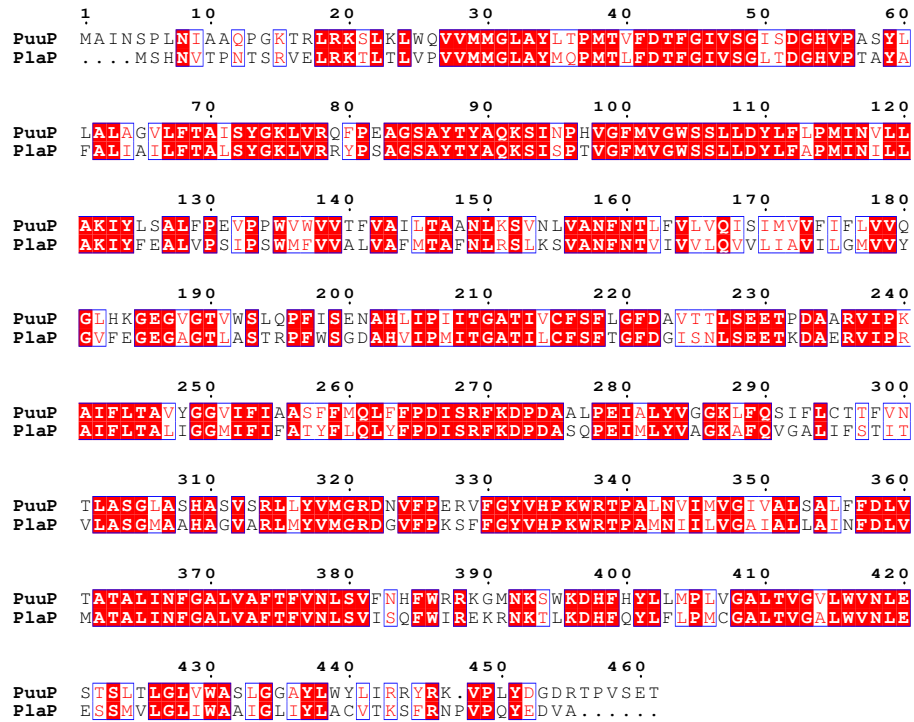 1 10 20 30 40 50 60
PuuP MAINSPLNIAAQPGKTRLRKSLKLWQVVMMGLAYLTPMTVFDTFGIVSGISDGHVPASYL
PlaP ....MSHNVTPNTSRVELRKTLTLVPVVMMGLAYMQPMTLFDTFGIVSGLTDGHVPTAYA
70 80 90 100 110 120
PuuP LALAGVLFTAISYGKLVRQFPEAGSAYTYAQKSINPHVGFMVGWSSLLDYLFLPMINVLL
PlaP FALIAILFTALSYGKLVRRYPSAGSAYTYAQKSISPTVGFMVGWSSLLDYLFAPMINILL
130 140 150 160 170 180
PuuP AKIYLSALFPEVPPWVWVVTFVAILTAANLKSVNLVANFNTLFVLVQISIMVVFIFLVVQ
PlaP AKIYFEALVPSIPSWMFVVALVAFMTAFNLRSLKSVANFNTVIVVLQVVLIAVILGMVVY
190 200 210 220 230 240
PuuP GLHKGEGVGTVWSLQPFISENAHLIPIITGATIVCFSFLGFDAVTTLSEETPDAARVIPK
PlaP GVFEGEGAGTLASTRPFWSGDAHVIPMITGATILCFSFTGFDGISNLSEETKDAERVIPR
250 260 270 280 290 300
PuuP AIFLTAVYGGVIFIAASFFMQLFFPDISRFKDPDAALPEIALYVGGKLFQSIFLCTTFVN
PlaP AIFLTALIGGMIFIFATYFLQLYFPDISRFKDPDASQPEIMLYVAGKAFQVGALIFSTIT
310 320 330 340 350 360
PuuP TLASGLASHASVSRLLYVMGRDNVFPERVFGYVHPKWRTPALNVIMVGIVALSALFFDLV
PlaP VLASGMAAHAGVARLMYVMGRDGVFPKSFFGYVHPKWRTPAMNIILVGAIALLAINFDLV
370 380 390 400 410 420
PuuP TATALINFGALVAFTFVNLSVFNHFWRRKGMNKSWKDHFHYLLMPLVGALTVGVLWVNLE
PlaP MATALINFGALVAFTFVNLSVISQFWIREKRNKTLKDHFQYLFLPMCGALTVGALWVNLE
430 440 450 460
PuuP STSLTLGLVWASLGGAYLWYLIRRYRK.VPLYDGDRTPVSET
PlaP ESSMVLGLIWAAIGLIYLACVTKSFRNPVPQYEDVA......